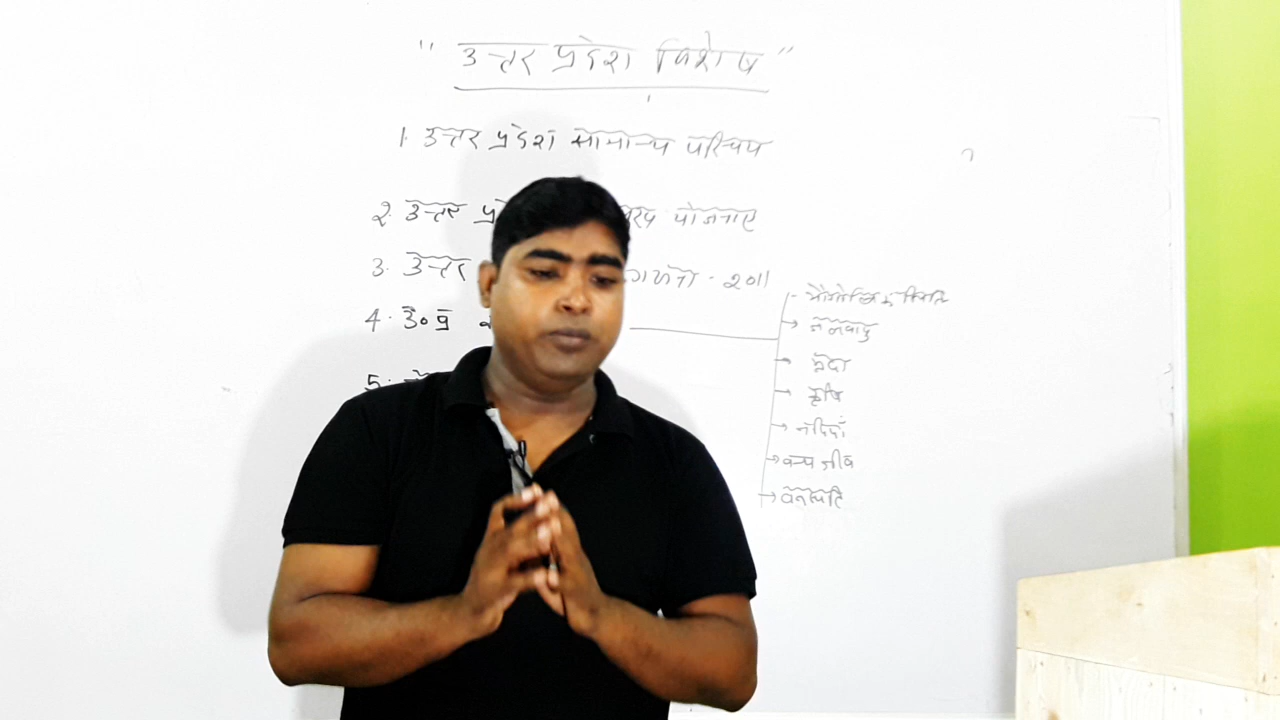 "उत्तर प्रदेश विशेष"
1. उत्तर प्रदेश सामान्य परिचय
2. उत्तर योजनाएं
3. उत्तर - 2011
4. उ०प्र
5.
- भौगोलिक स्थिति
→ जलवायु
→ मृदा
→ कृषि
→ नदियाँ
→ वन्य जीव
→ वनस्पति